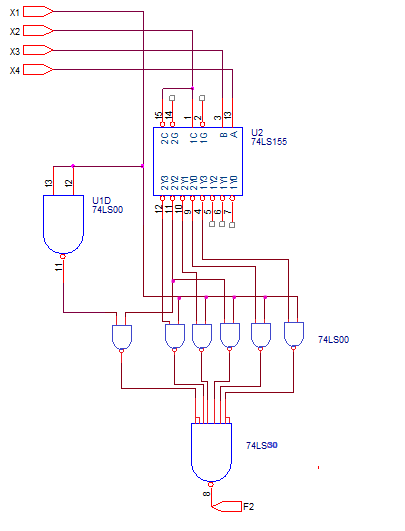 X1
X2
X3
X4
15 14 1 2 3 13
2C 2G 1C 1G B A
U2
74LS155
2Y3 2Y2 2Y1 2Y0 1Y3 1Y2 1Y1 1Y0
12 11 10 9 4 5 6 7
13 12
U1D
74LS00
11
74LS00
74LS30
8
F2